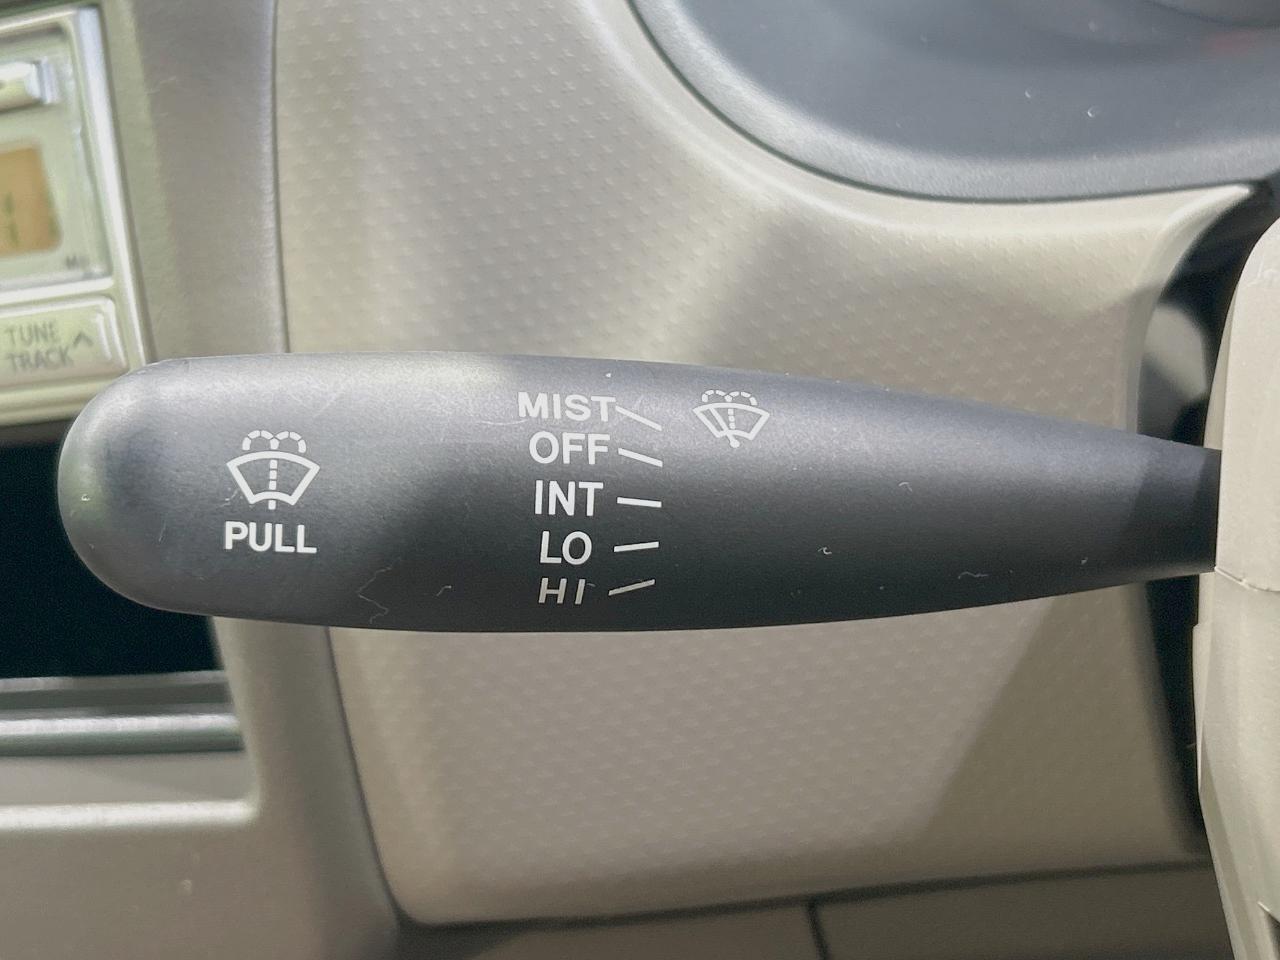 TUNE
TRACK
MIST
OFF
INT
LO
HI
PULL